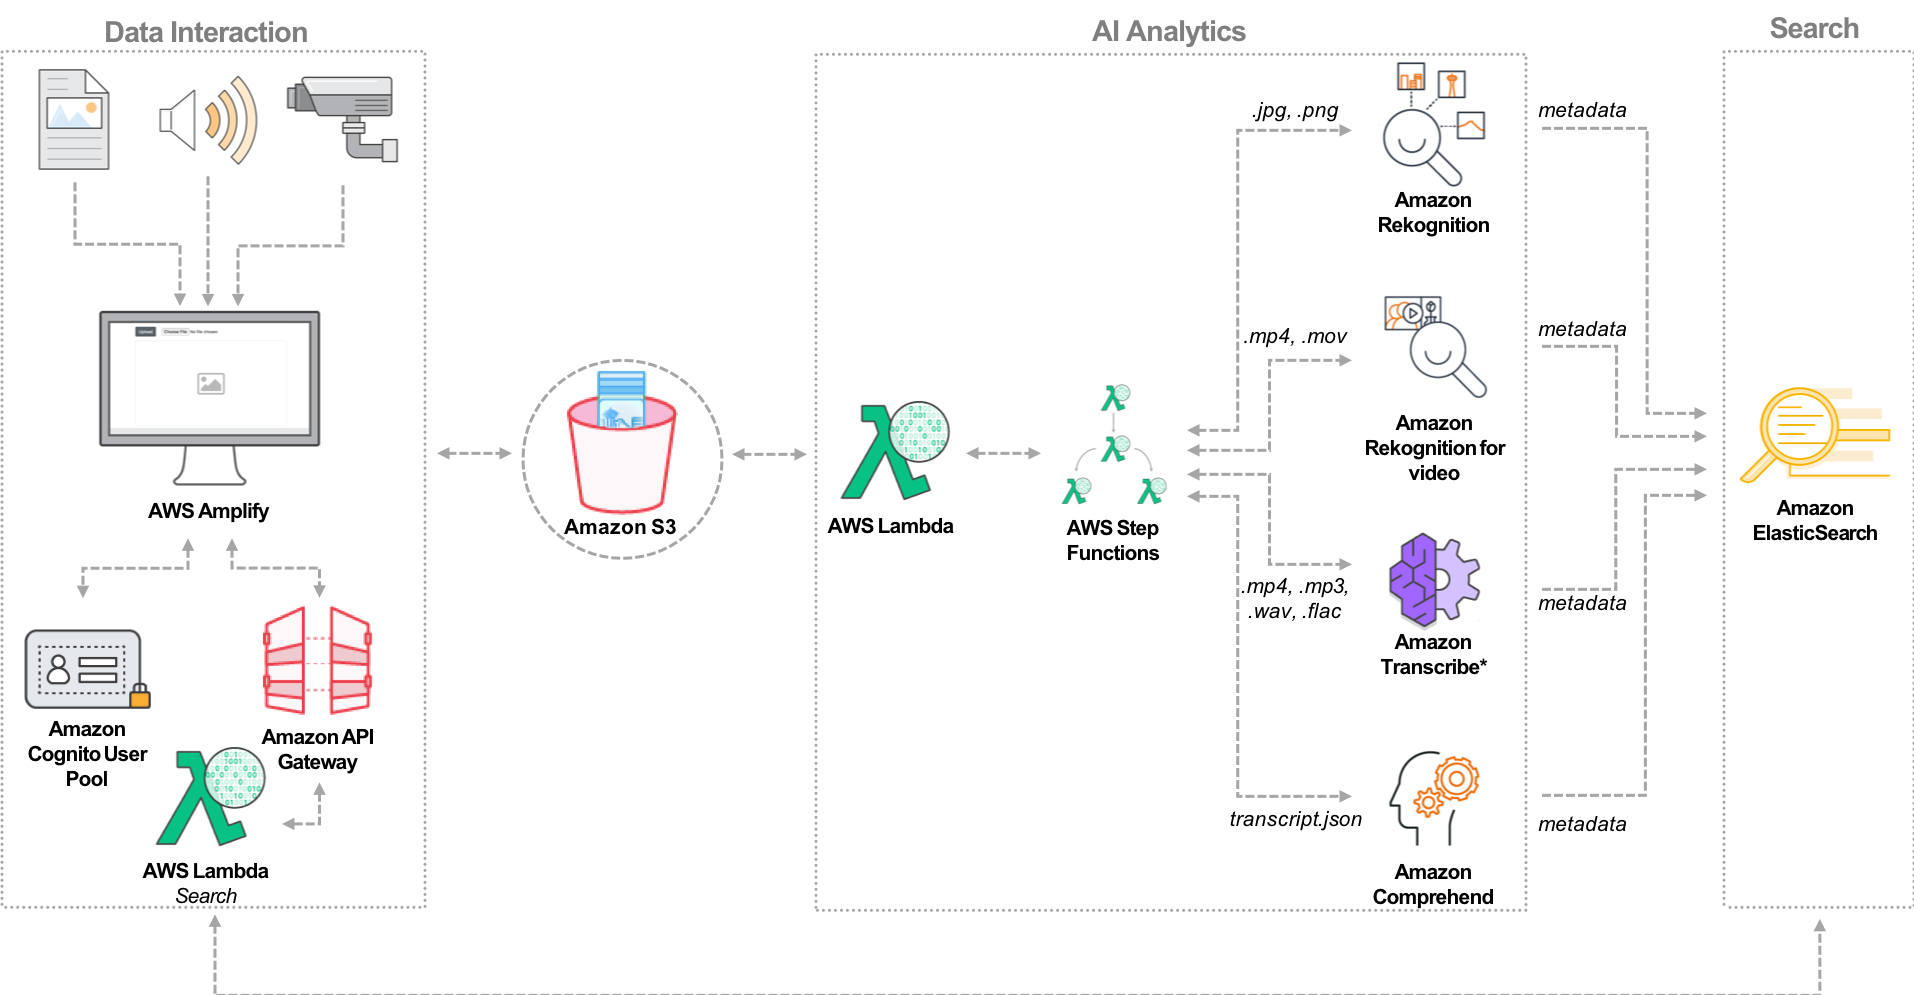 Data Interaction
AI Analytics
Search
Upload
Choose File
No file chosen
AWS Amplify
Amazon
Cognito User
Pool
Amazon API
Gateway
AWS Lambda
Search
Amazon S3
AWS Lambda
AWS Step
Functions
.jpg, .png
.mp4, .mov
.mp4, .mp3,
.wav, .flac
transcript.json
Amazon
Rekognition
Amazon
Rekognition for
video
Amazon
Transcribe*
Amazon
Comprehend
metadata
metadata
metadata
metadata
Amazon
ElasticSearch